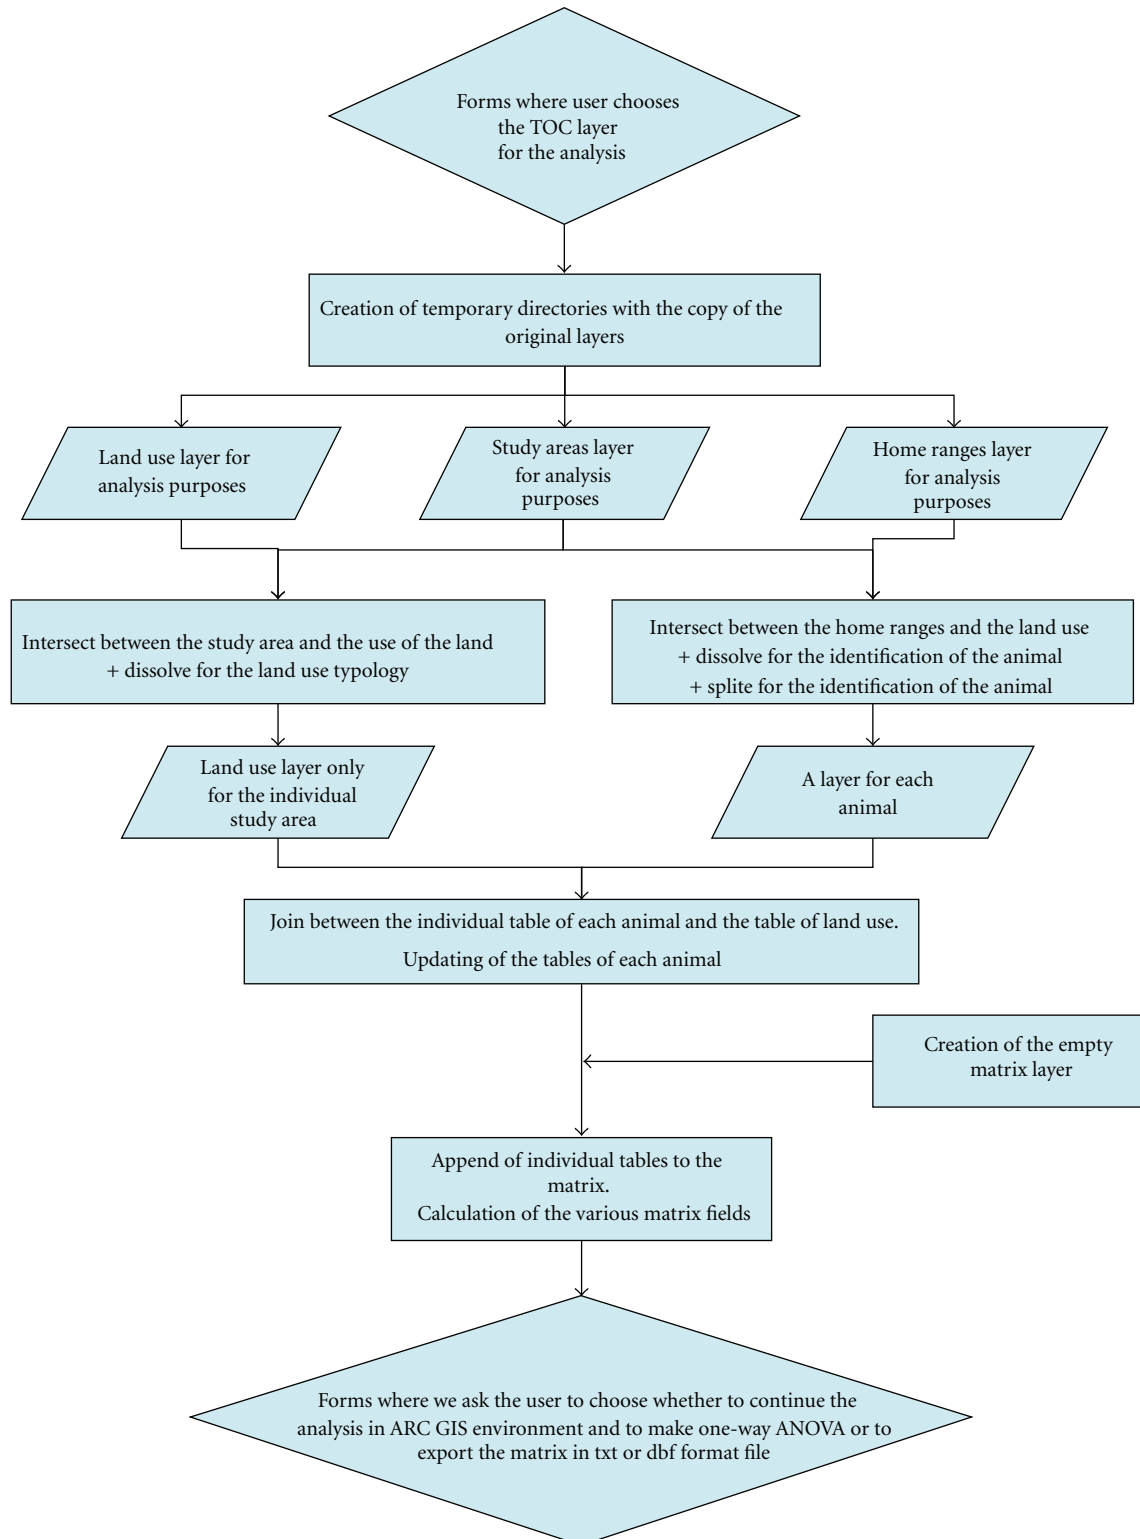 Forms where user chooses
the TOC layer
for the analysis
Creation of temporary directories with the copy of the
original layers
Land use layer for
analysis purposes
Study areas layer
for analysis
purposes
Home ranges layer
for analysis
purposes
Intersect between the study area and the use of the land
+ dissolve for the land use typology
Intersect between the home ranges and the land use
+ dissolve for the identification of the animal
+ splite for the identification of the animal
Land use layer only
for the individual
study area
A layer for each
animal
Join between the individual table of each animal and the table of land use.
Updating of the tables of each animal
Creation of the empty
matrix layer
Append of individual tables to the
matrix.
Calculation of the various matrix fields
Forms where we ask the user to choose whether to continue the
analysis in ARC GIS environment and to make one-way ANOVA or to
export the matrix in txt or dbf format file